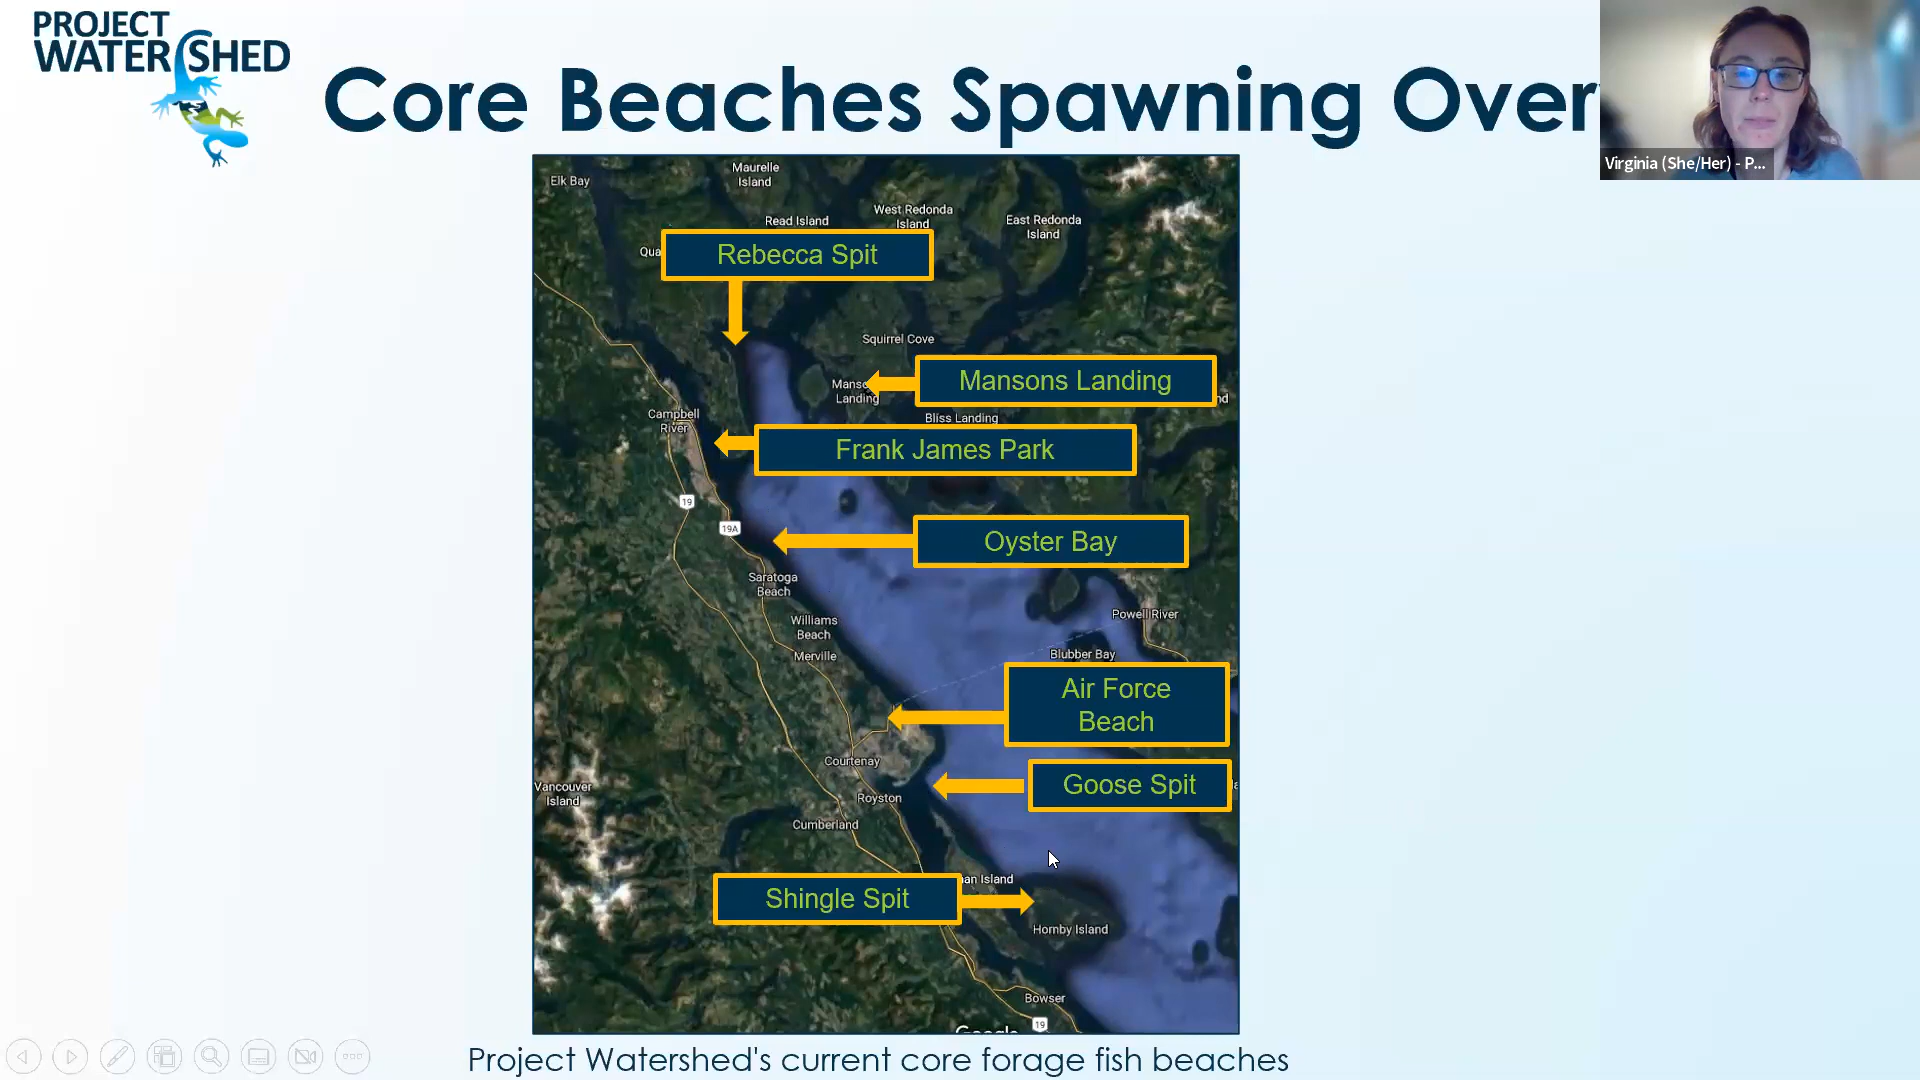 PROJECT
WATERSHED
Core Beaches Spawning Over
Virginia (She/Her) - P...
Maurelle
Island
Elk Bay
Read Island
West Redonda
Island
East Redonda
Island
Rebecca Spit
Squirrel Cove
Mansons Landing
Landing
Bliss Landing
Campbell
River
Frank James Park
19
19A
Oyster Bay
Saratoga
Beach
Williams
Beach
Powell River
Merville
Blubber Bay
Air Force
Beach
Courtenay
Goose Spit
Vancouver
Island
Royston
Cumberland
Shingle Spit
Island
Hornby Island
Bowser
19
Google
Project Watershed's current core forage fish beaches